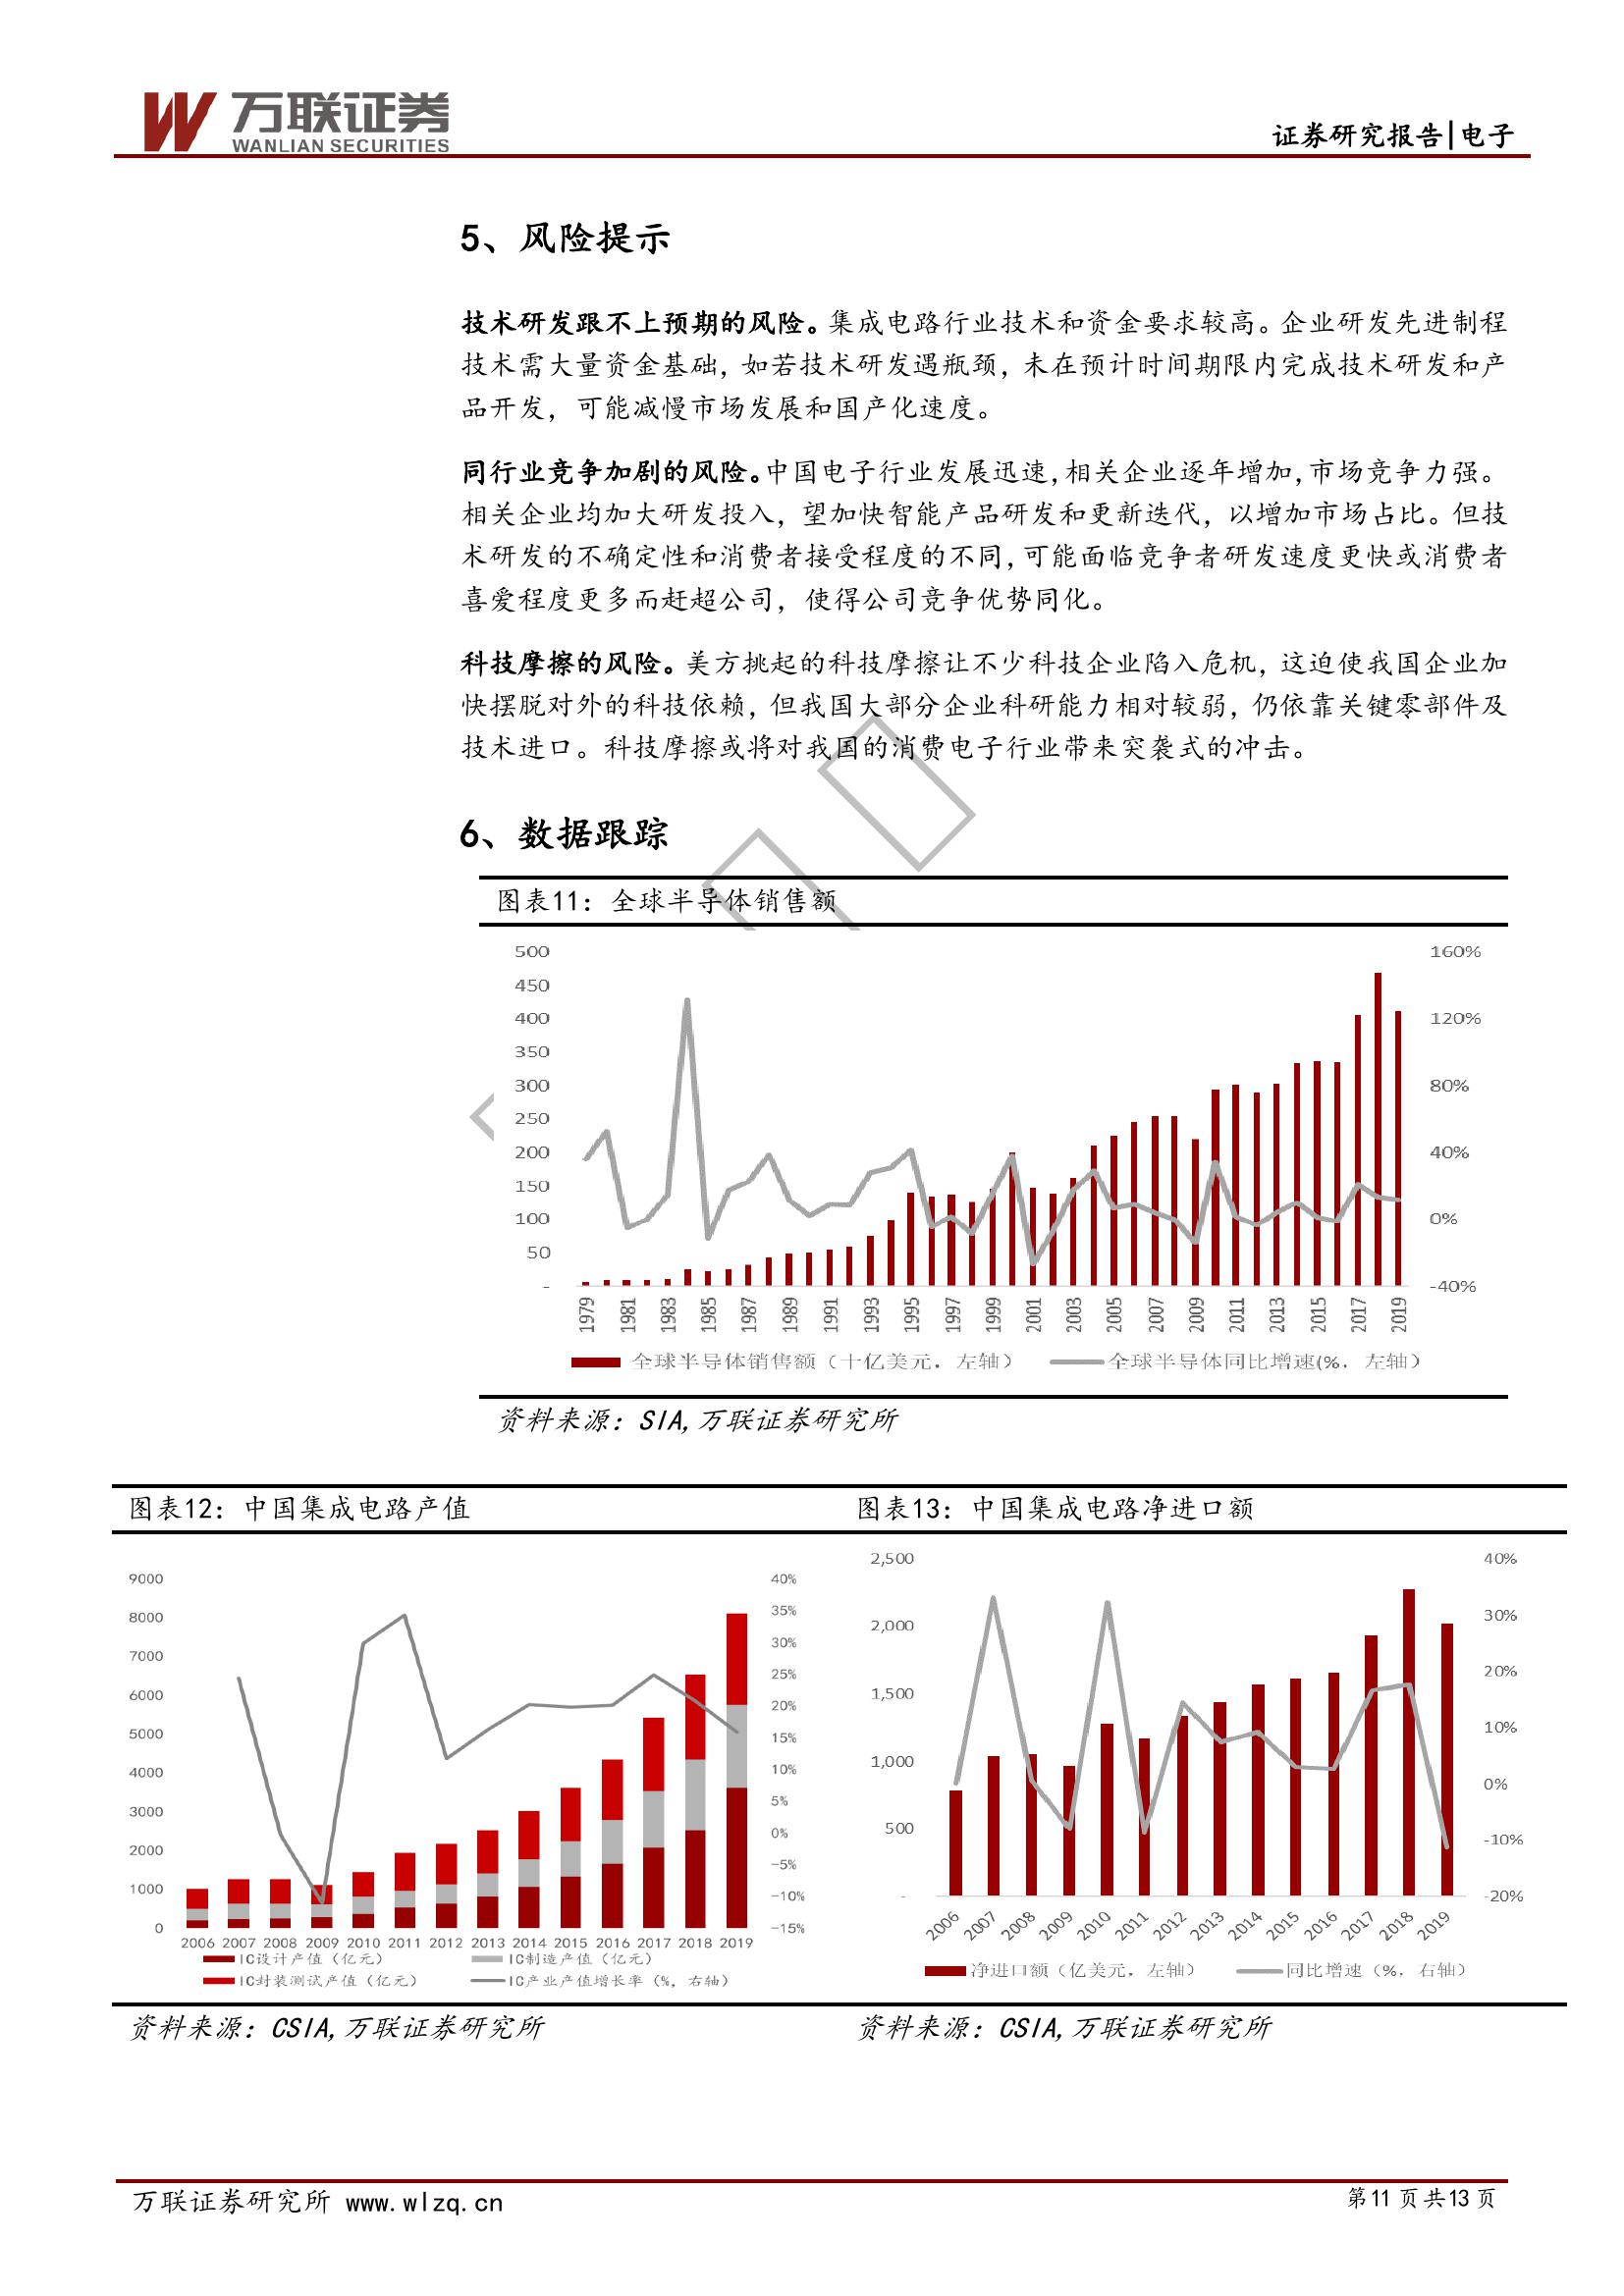 万联证券
WANLIAN SECURITIES
证券研究报告|电子
5、风险提示
技术研发跟不上预期的风险。集成电路行业技术和资金要求较高。企业研发先进制程
技术需大量资金基础，如若技术研发遇瓶颈，未在预计时间期限内完成技术研发和产
品开发，可能减慢市场发展和国产化速度。
同行业竞争加剧的风险。中国电子行业发展迅速，相关企业逐年增加，市场竞争力强。
相关企业均加大研发投入，望加快智能产品研发和更新迭代，以增加市场占比。但技
术研发的不确定性和消费者接受程度的不同，可能面临竞争者研发速度更快或消费者
喜爱程度更多而赶超公司，使得公司竞争优势同化。
科技摩擦的风险。美方挑起的科技摩擦让不少科技企业陷入危机，这迫使我国企业加
快摆脱对外的科技依赖，但我国大部分企业科研能力相对较弱，仍依靠关键零部件及
技术进口。科技摩擦或将对我国的消费电子行业带来突袭式的冲击。
6、数据跟踪
图表11：全球半导体销售额
500 160%
450
400 120%
350
300 80%
250
200 40%
150
100 0%
50
- -40%
1979 1981 1983 1985 1987 1989 1991 1993 1995 1997 1999 2001 2003 2005 2007 2009 2011 2013 2015 2017 2019
全球半导体销售额（十亿美元，左轴） 全球半导体同比增速(%，左轴）
资料来源：SIA,万联证券研究所
图表12：中国集成电路产值
9000 40%
8000 35%
7000 30%
6000 25%
5000 20%
4000 15%
3000 10%
2000 5%
1000 0%
0 -5%
-10%
-15%
2006 2007 2008 2009 2010 2011 2012 2013 2014 2015 2016 2017 2018 2019
IC设计产值（亿元） IC制造产值（亿元）
IC封装测试产值（亿元） IC产业产值增长率（%，右轴）
资料来源：CSIA,万联证券研究所
图表13：中国集成电路净进口额
2,500 40%
2,000 30%
1,500 20%
1,000 10%
500 0%
- -10%
-20%
2006 2007 2008 2009 2010 2011 2012 2013 2014 2015 2016 2017 2018 2019
净进口额（亿美元，左轴） 同比增速（%，右轴）
资料来源：CSIA,万联证券研究所
万联证券研究所 www.wlzq.cn
第11 页 共13 页